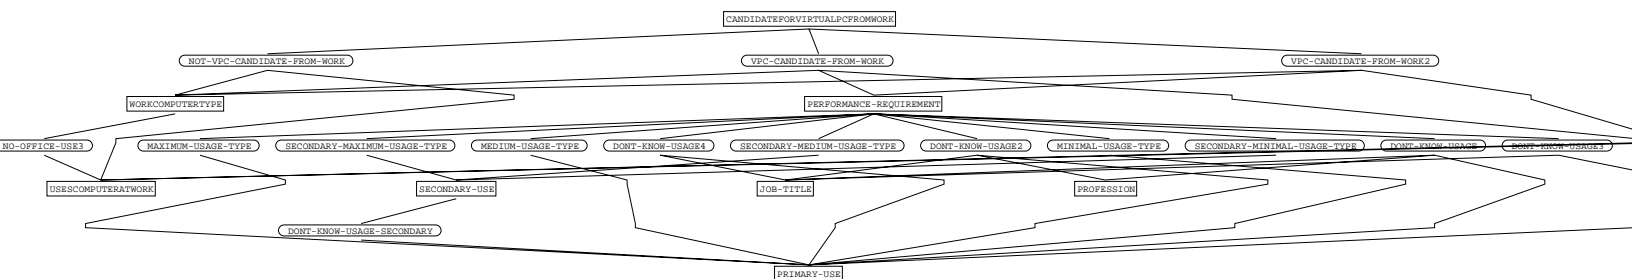 CANDIDATEFORVIRTUALPCFROMWORK
NOT-VPC-CANDIDATE-FROM-WORK
VPC-CANDIDATE-FROM-WORK
VPC-CANDIDATE-FROM-WORK2
WORKCOMPUTERTYPE
PERFORMANCE-REQUIREMENT
NO-OFFICE-USE3
MAXIMUM-USAGE-TYPE
SECONDARY-MAXIMUM-USAGE-TYPE
MEDIUM-USAGE-TYPE
DONT-KNOW-USAGE4
SECONDARY-MEDIUM-USAGE-TYPE
DONT-KNOW-USAGE2
MINIMAL-USAGE-TYPE
SECONDARY-MINIMAL-USAGE-TYPE
DONT-KNOW-USAGE
DONT-KNOW-USAGE3
USESCOMPUTERATWORK
SECONDARY-USE
JOB-TITLE
PROFESSION
DONT-KNOW-USAGE-SECONDARY
PRIMARY-USE